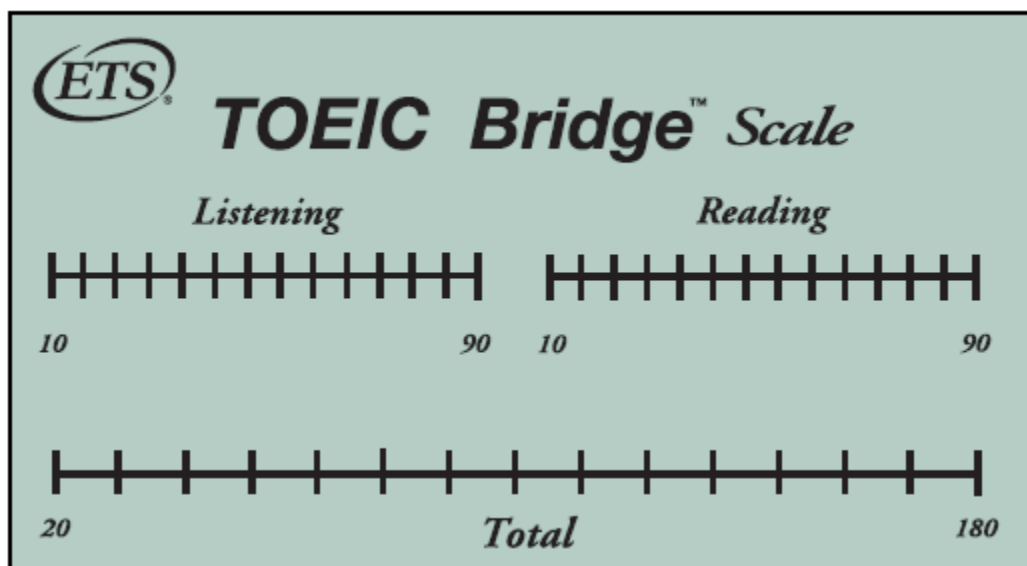 ETS®
TOEIC Bridge™ Scale
Listening Reading
10 90 10 90
20 Total 180